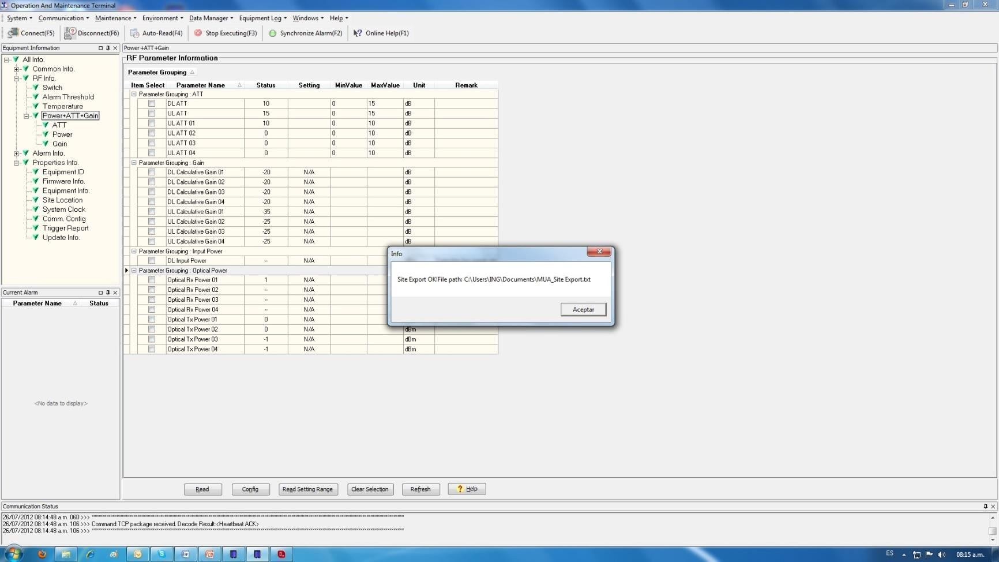 Operation And Maintenance Terminal
System Communication Maintenance Environment Data Manager Equipment Log Windows Help
Connect(F5) Disconnect(F6) Auto-Read(F4) Stop Executing(F3) Synchronize Alarm(F2) Online Help(F1)
Equipment Information
All Info.
Common Info.
RF Info.
Switch
Alarm Threshold
Temperature
Power+ATT+Gain
ATT
Power
Gain
Alarm Info.
Properties Info.
Equipment ID
Firmware Info.
Equipment Info.
Site Location
System Clock
Comm. Config
Trigger Report
Update Info.
Current Alarm
Parameter Name Status
<No data to display>
Power+ATT+Gain
RF Parameter Information
Parameter Grouping
Item Select Parameter Name Status Setting MinValue MaxValue Unit Remark
Parameter Grouping : ATT
DL ATT 10 0 15 dB
UL ATT 15 0 15 dB
UL ATT 01 10 0 10 dB
UL ATT 02 0 0 10 dB
UL ATT 03 0 0 10 dB
UL ATT 04 0 0 10 dB
Parameter Grouping : Gain
DL Calculative Gain 01 -20 N/A dB
DL Calculative Gain 02 -20 N/A dB
DL Calculative Gain 03 -20 N/A dB
DL Calculative Gain 04 -20 N/A dB
UL Calculative Gain 01 -35 N/A dB
UL Calculative Gain 02 -25 N/A dB
UL Calculative Gain 03 -25 N/A dB
UL Calculative Gain 04 -25 N/A dB
Parameter Grouping : Input Power
DL Input Power -- N/A
Parameter Grouping : Optical Power
Optical Rx Power 01 1 N/A
Optical Rx Power 02 -- N/A
Optical Rx Power 03 -- N/A
Optical Rx Power 04 -- N/A
Optical Tx Power 01 0 N/A
Optical Tx Power 02 0 N/A dBm
Optical Tx Power 03 -1 N/A dBm
Optical Tx Power 04 -1 N/A dBm
Info
Site Export OK!File path: C:\Users\ING\Documents\MUA_Site Export.txt
Aceptar
Read Config Read Setting Range Clear Selection Refresh ? Help
Communication Status
26/07/2012 08:14:48 a.m. 060 >>>
26/07/2012 08:14:48 a.m. 106 >>> Command:TCP package received. Decode Result:<Heartbeat ACK>
26/07/2012 08:14:48 a.m. 106 >>>
ES 08:15 a.m.